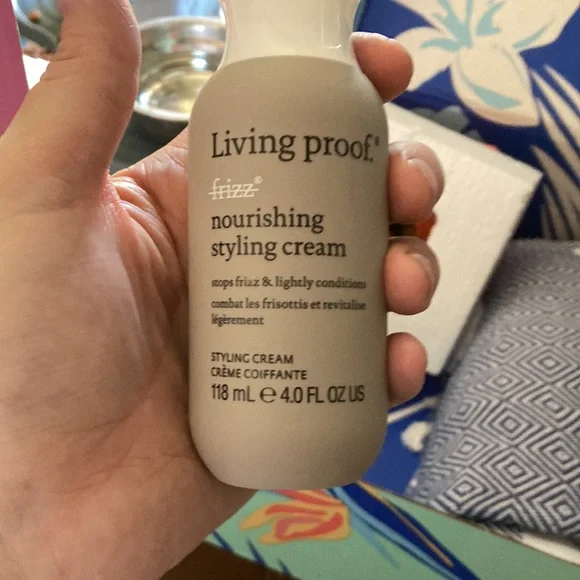 Living proof.®
frizz®
nourishing
styling cream
stops frizz & lightly conditions
combat les frisottis et revitalise
légèrement
STYLING CREAM
CRÈME COIFFANTE
118 mL ℮ 4.0 FL OZ US